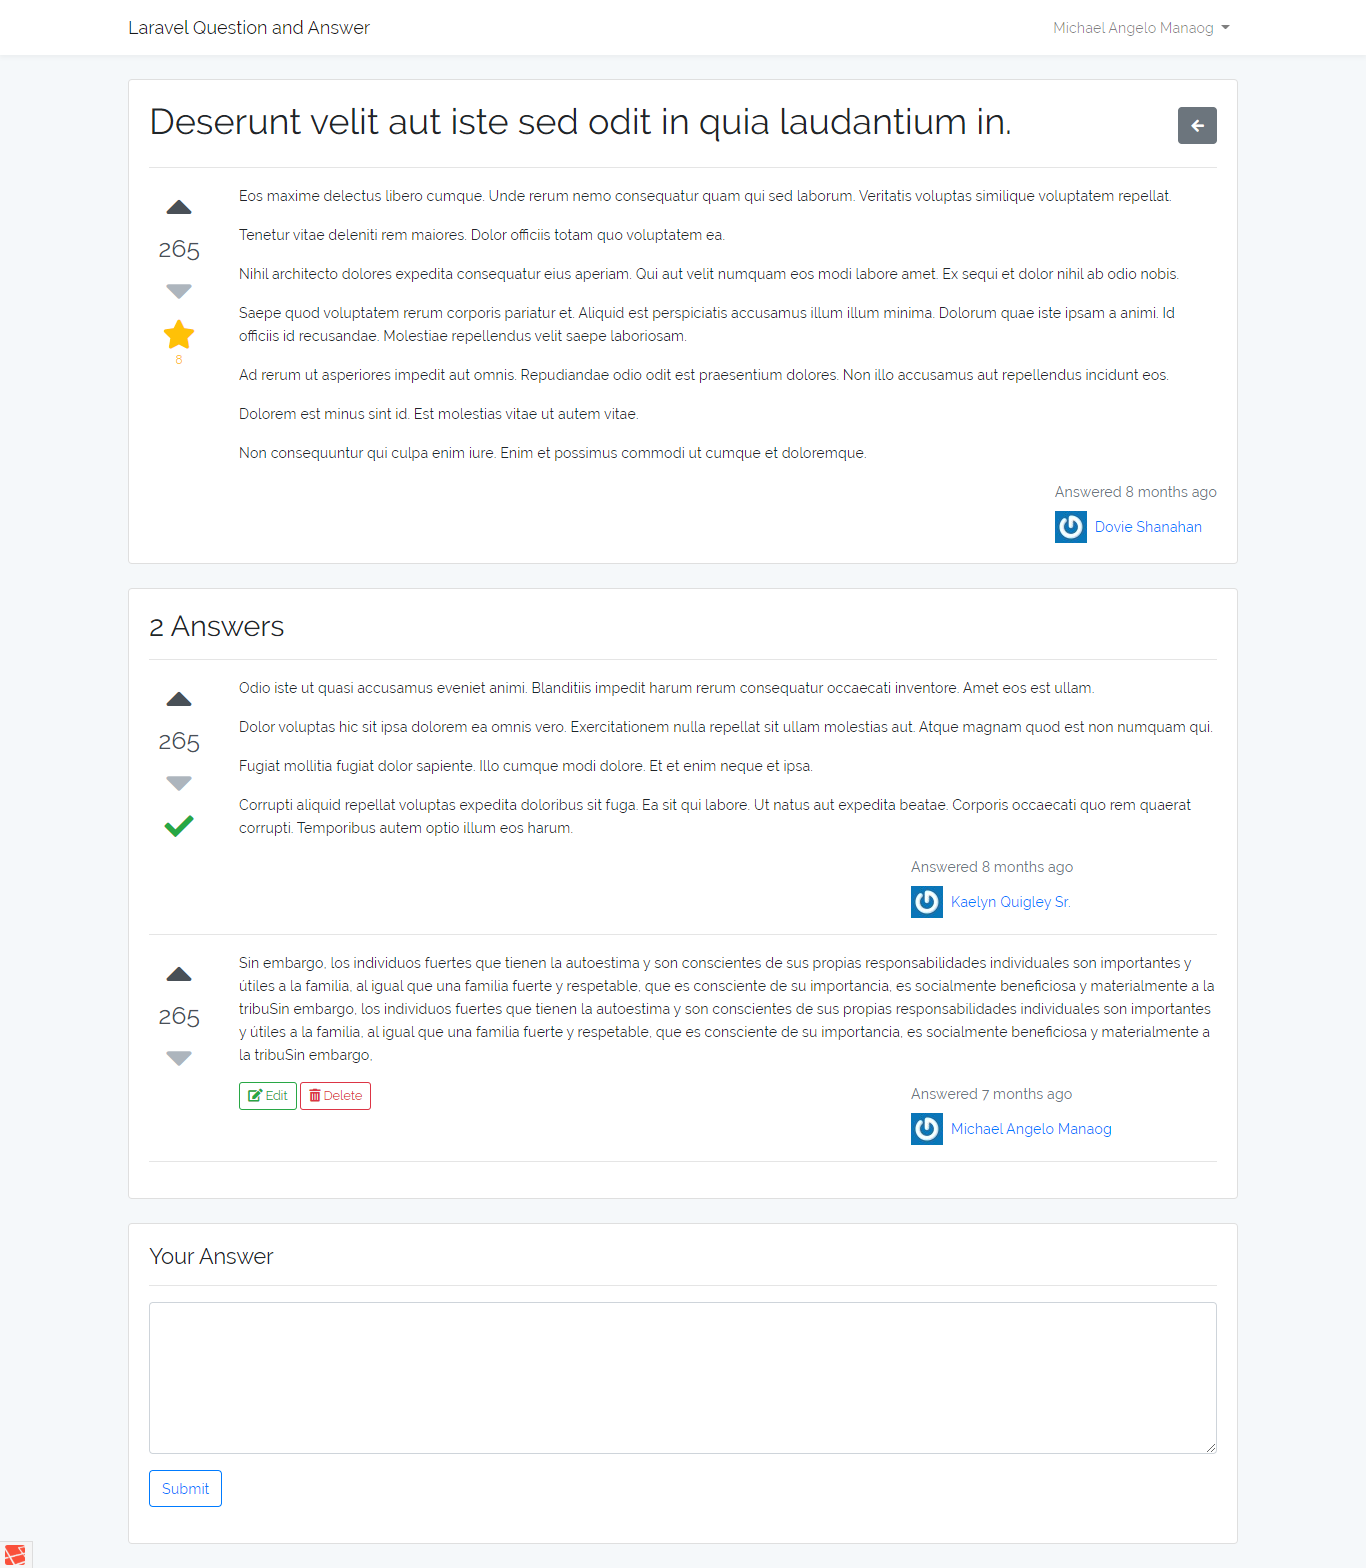 Laravel Question and Answer
Michael Angelo Manaog
Deserunt velit aut iste sed odit in quia laudantium in.
Eos maxime delectus libero cumque. Unde rerum nemo consequatur quam qui sed laborum. Veritatis voluptas similique voluptatem repellat.
265
Tenetur vitae deleniti rem maiores. Dolor officiis totam quo voluptatem ea.
Nihil architecto dolores expedita consequatur eius aperiam. Qui aut velit numquam eos modi labore amet. Ex sequi et dolor nihil ab odio nobis.
Saepe quod voluptatem rerum corporis pariatur et. Aliquid est perspiciatis accusamus illum illum minima. Dolorum quae iste ipsam a animi. Id
officiis id recusandae. Molestiae repellendus velit saepe laboriosam.
8
Ad rerum ut asperiores impedit aut omnis. Repudiandae odio odit est praesentium dolores. Non illo accusamus aut repellendus incidunt eos.
Dolorem est minus sint id. Est molestias vitae ut autem vitae.
Non consequuntur qui culpa enim iure. Enim et possimus commodi ut cumque et doloremque.
Answered 8 months ago
Dovie Shanahan
2 Answers
Odio iste ut quasi accusamus eveniet animi. Blanditiis impedit harum rerum consequatur occaecati inventore. Amet eos est ullam.
265
Dolor voluptas hic sit ipsa dolorem ea omnis vero. Exercitationem nulla repellat sit ullam molestias aut. Atque magnam quod est non numquam qui.
Fugiat mollitia fugiat dolor sapiente. Illo cumque modi dolore. Et et enim neque et ipsa.
Corrupti aliquid repellat voluptas expedita doloribus sit fuga. Ea sit qui labore. Ut natus aut expedita beatae. Corporis occaecati quo rem quaerat
corrupti. Temporibus autem optio illum eos harum.
Answered 8 months ago
Kaelyn Quigley Sr.
Sin embargo, los individuos fuertes que tienen la autoestima y son conscientes de sus propias responsabilidades individuales son importantes y
útiles a la familia, al igual que una familia fuerte y respetable, que es consciente de su importancia, es socialmente beneficiosa y materialmente a la
265
tribuSin embargo, los individuos fuertes que tienen la autoestima y son conscientes de sus propias responsabilidades individuales son importantes
y útiles a la familia, al igual que una familia fuerte y respetable, que es consciente de su importancia, es socialmente beneficiosa y materialmente a
la tribuSin embargo,
Edit
Delete
Answered 7 months ago
Michael Angelo Manaog
Your Answer
Submit